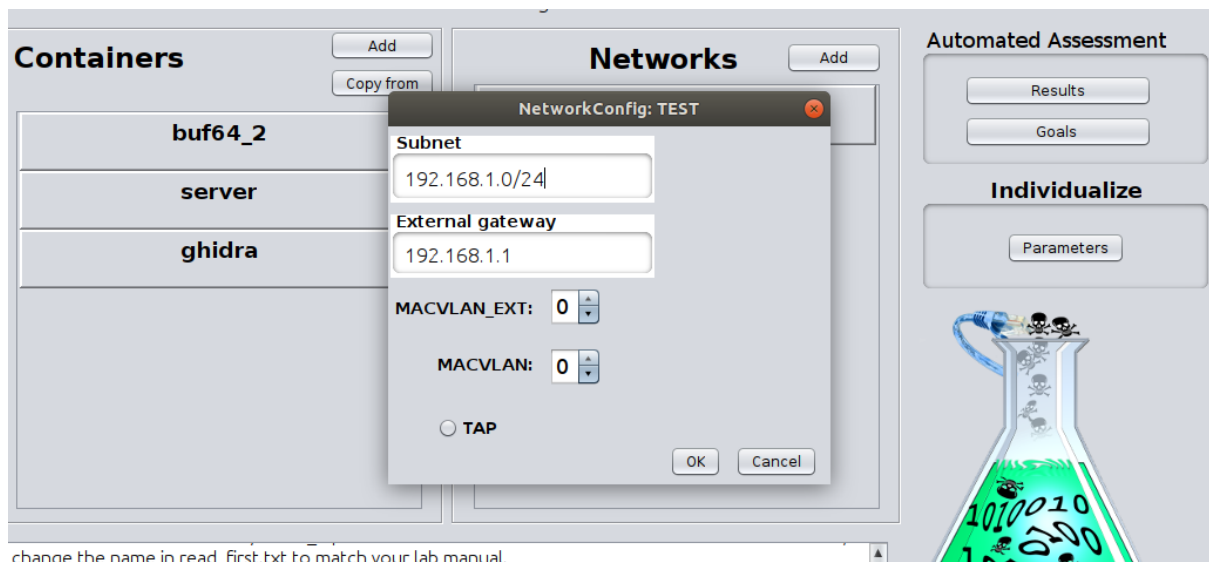 Containers
Add
Copy from
buf64_2
server
ghidra
Networks
Add
NetworkConfig: TEST
Subnet
192.168.1.0/24
External gateway
192.168.1.1
MACVLAN_EXT: 0
MACVLAN: 0
TAP
OK Cancel
Automated Assessment
Results
Goals
Individualize
Parameters
1010010
change the name in read_first.txt to match your lab manual.